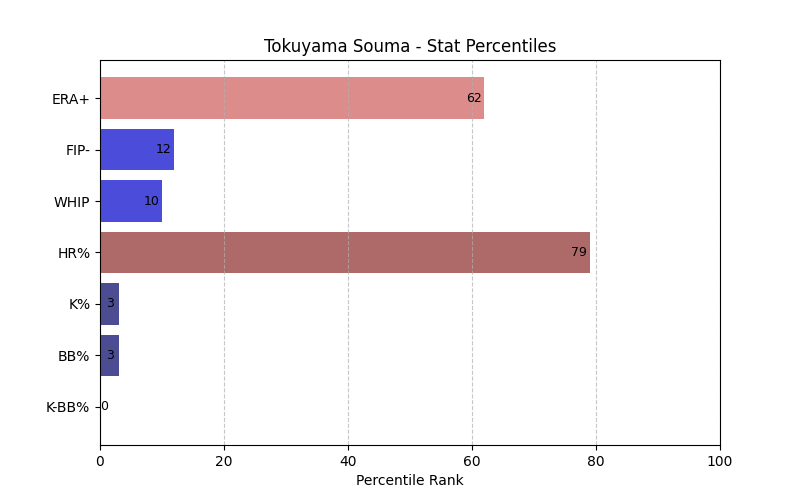 Tokuyama Souma - Stat Percentiles
ERA+ 62
FIP- 12
WHIP 10
HR% 79
K% 3
BB% 3
K-BB% 0
0 20 40 60 80 100
Percentile Rank